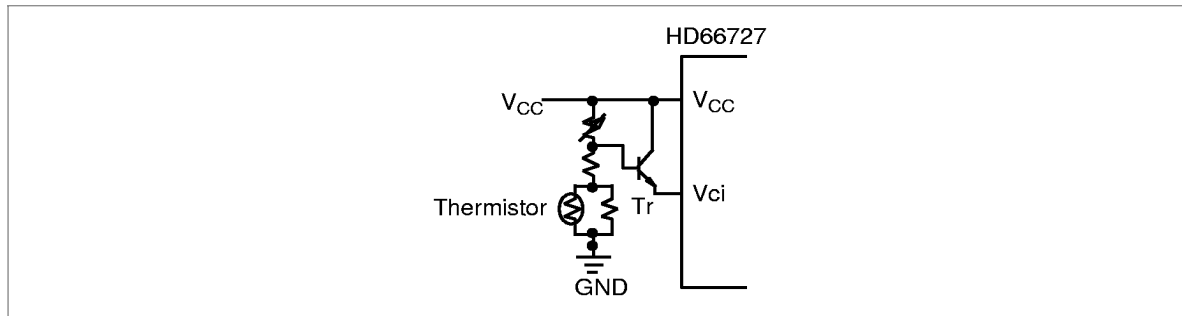 HD66727
VCC
VCC
Vci
Thermistor
Tr
GND